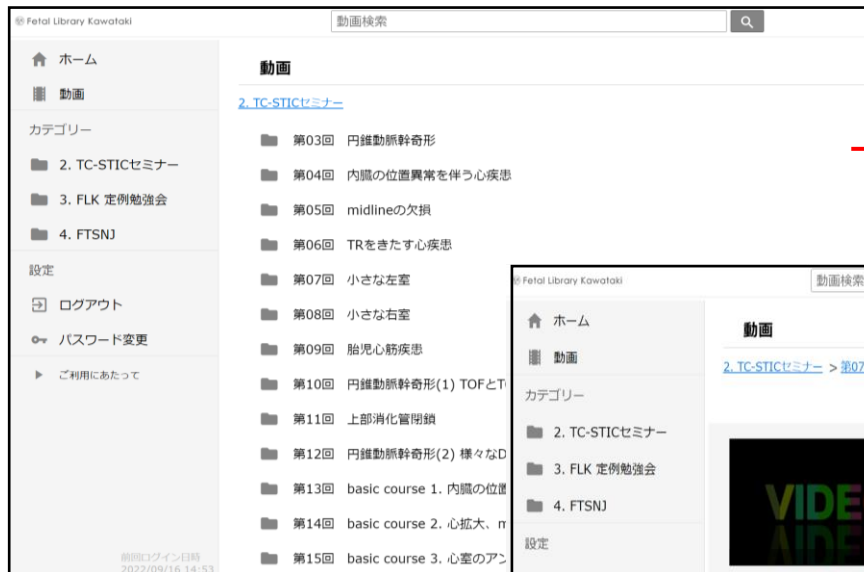 Fetal Library Kawataki
動画検索
ホーム
動画
カテゴリー
2. TC-STICセミナー
3. FLK 定例勉強会
4. FTSNJ
設定
ログアウト
パスワード変更
ご利用にあたって
前回ログイン日時
2022/09/16 14:53
動画
2. TC-STICセミナー
第03回 円錐動脈幹奇形
第04回 内臓の位置異常を伴う心疾患
第05回 midlineの欠損
第06回 TRをきたす心疾患
第07回 小さな左室
第08回 小さな右室
第09回 胎児心筋疾患
第10回 円錐動脈幹奇形(1) TOFと
第11回 上部消化管閉鎖
第12回 円錐動脈幹奇形(2) 様々なD
第13回 basic course 1. 内臓の位置
第14回 basic course 2. 心拡大、
第15回 basic course 3. 心室のアン
Fetal Library Kawataki
動画検索
ホーム
動画
カテゴリー
2. TC-STICセミナー
3. FLK 定例勉強会
4. FTSNJ
設定
動画
2. TC-STICセミナー > 第07
VIDE